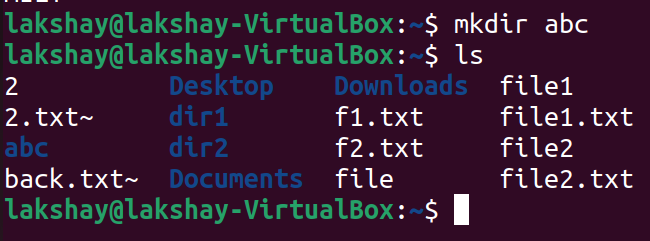 lakshay@lakshay-VirtualBox:~$ mkdir abc
lakshay@lakshay-VirtualBox:~$ ls
2 Desktop Downloads file1
2.txt~ dir1 f1.txt file1.txt
abc dir2 f2.txt file2
back.txt~ Documents file file2.txt
lakshay@lakshay-VirtualBox:~$